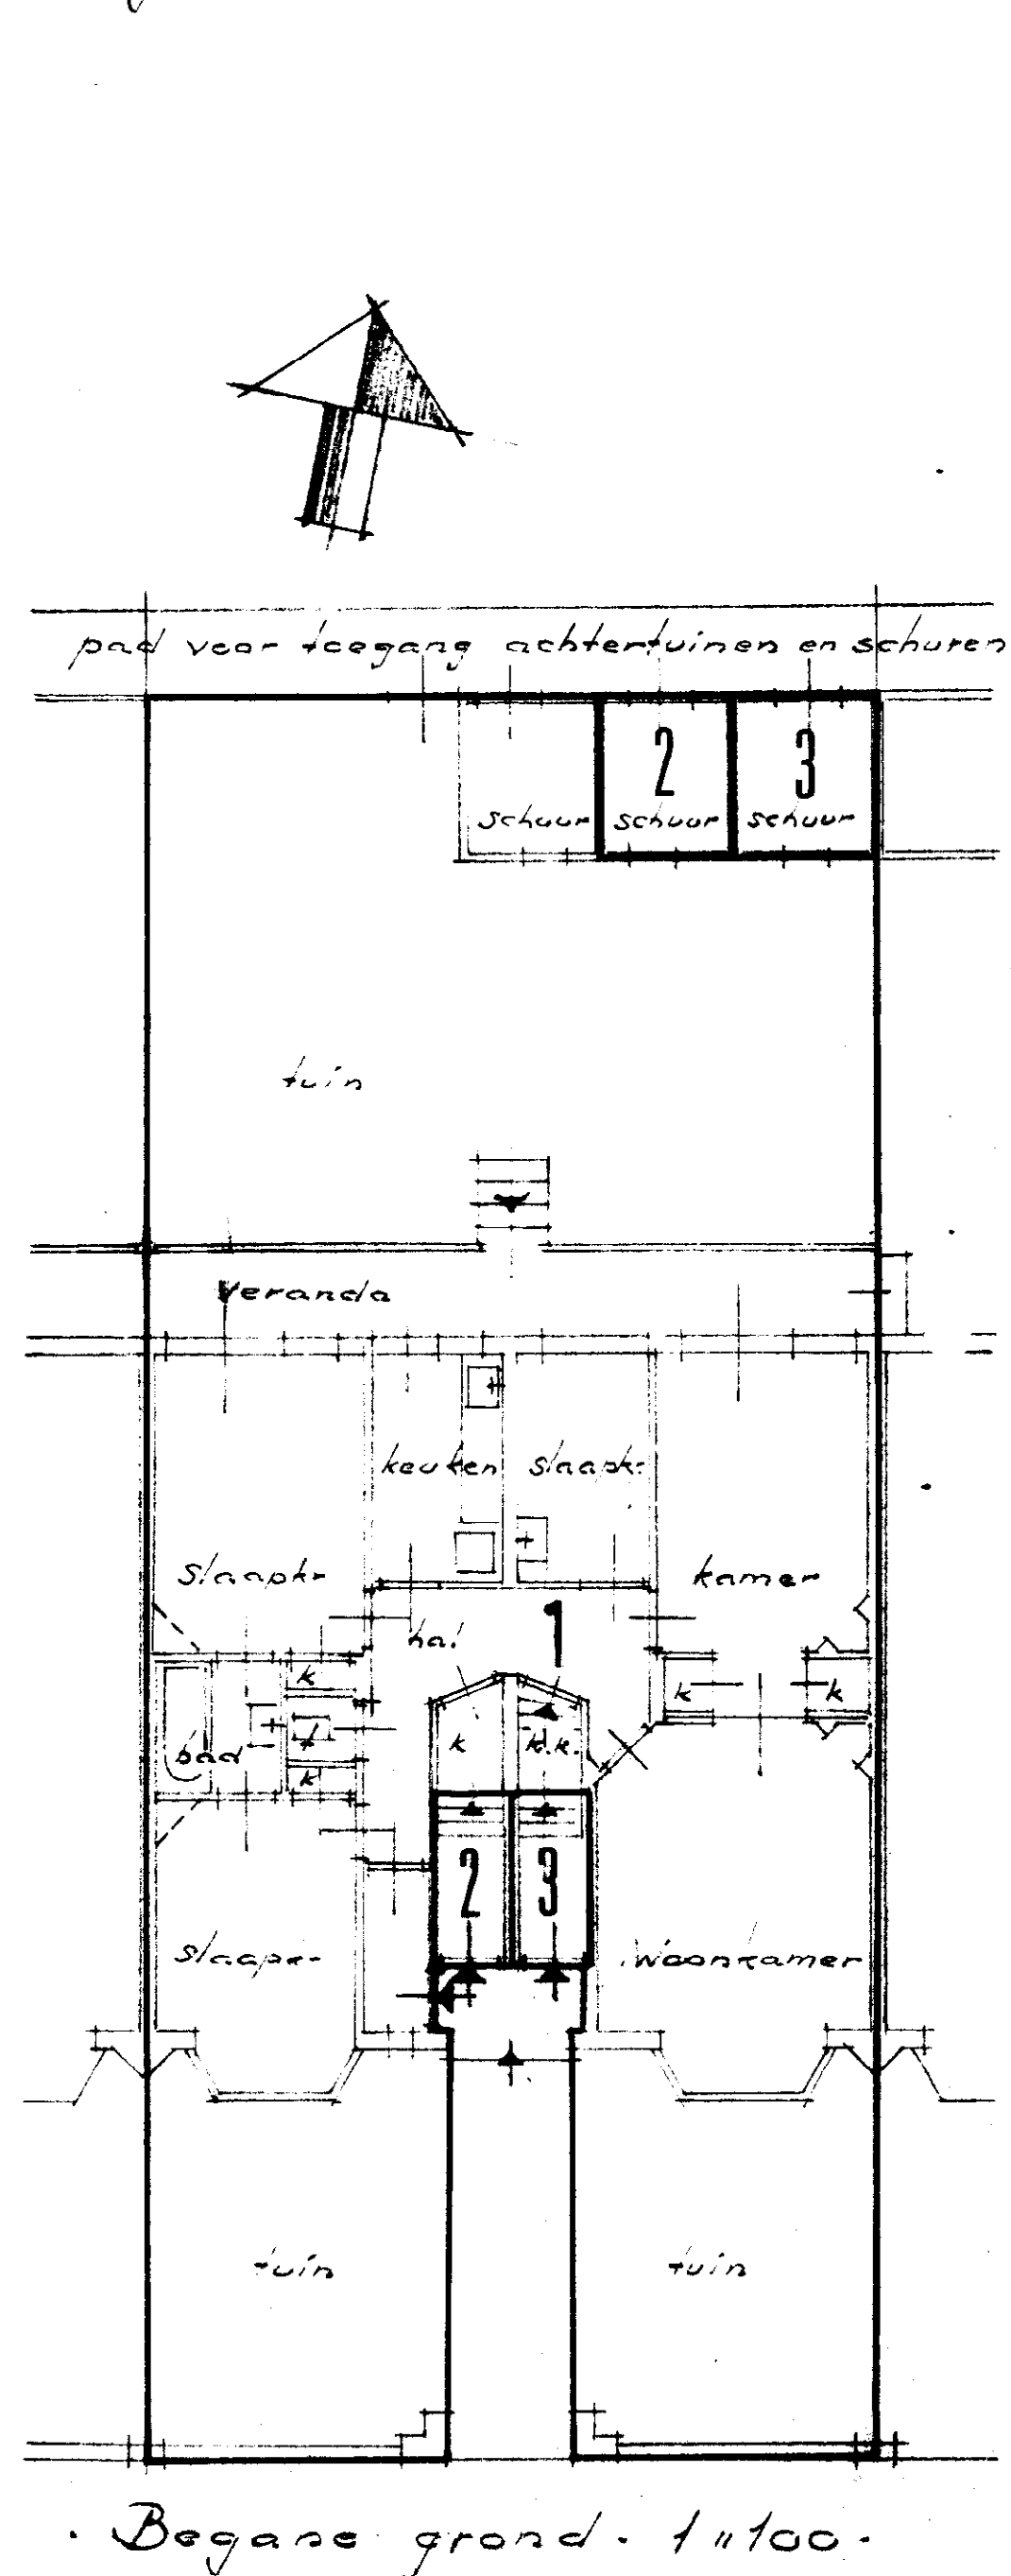 pad voor toegang achtertuinen en schuren
2 3
schuur schuur schuur
tuin
Veranda
keuken slaapk.
slaapkr kamer
hal 1
k k k
k k.k.
bad
k
2 3
slaapk. woonkamer
tuin tuin
. Begane grond . 1 " 100 .